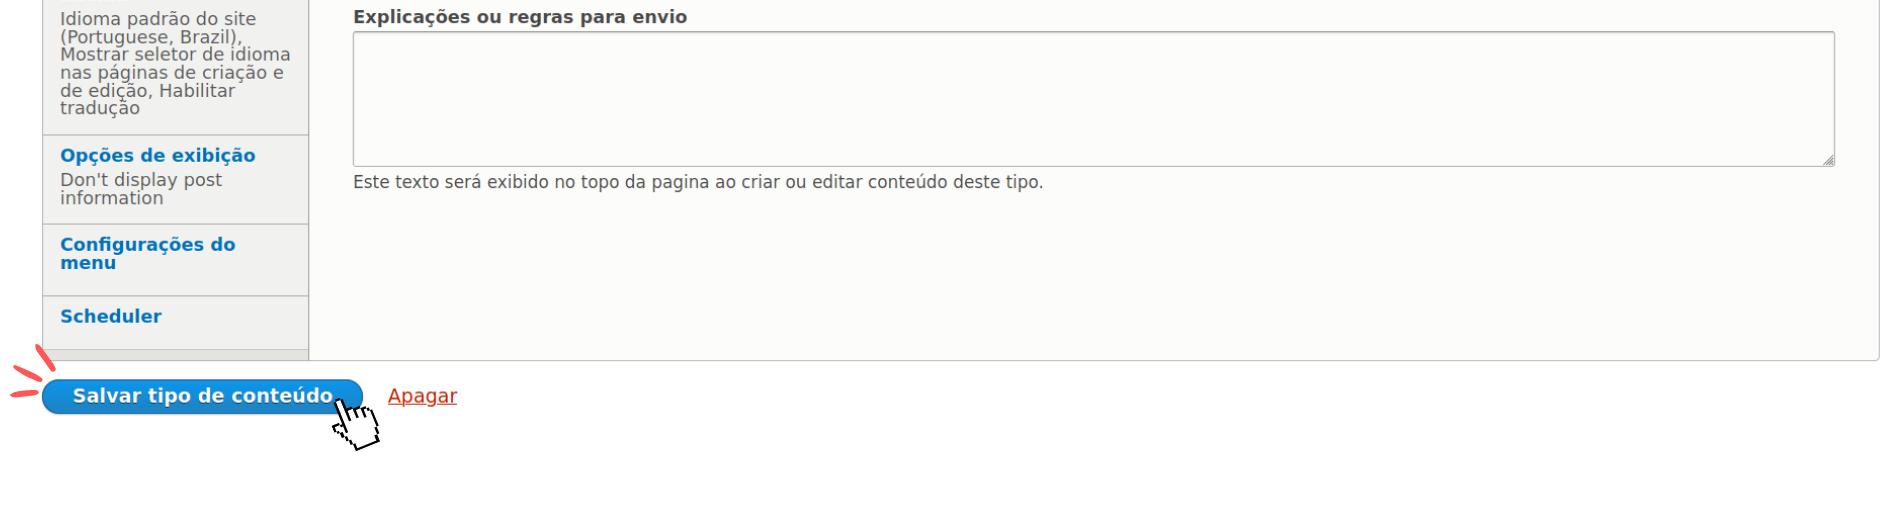 Idioma padrão do site
(Portuguese, Brazil),
Mostrar seletor de idioma
nas páginas de criação e
de edição, Habilitar
tradução
Opções de exibição
Don't display post
information
Configurações do
menu
Scheduler
Explicações ou regras para envio
Este texto será exibido no topo da pagina ao criar ou editar conteúdo deste tipo.
Salvar tipo de conteúdo
Apagar